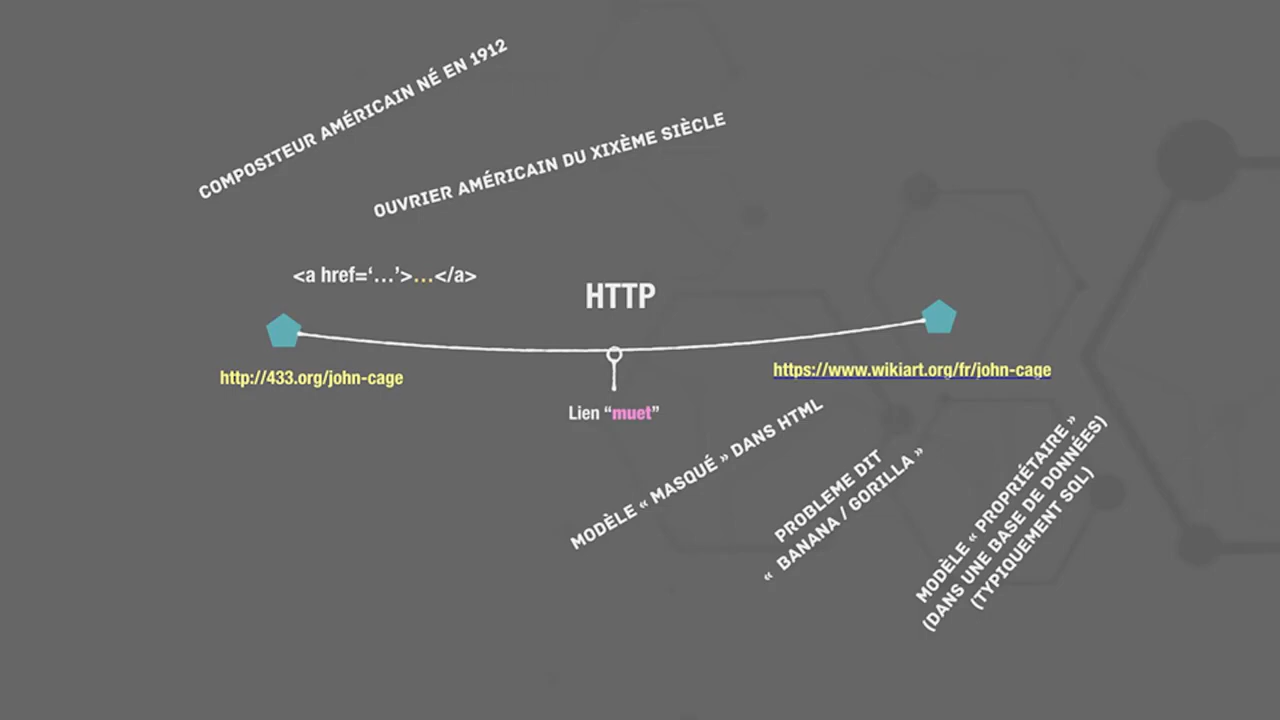 COMPOSITEUR AMÉRICAIN NÉ EN 1912
OUVRIER AMÉRICAIN DU XIXÈME SIÈCLE
<a href=‘…’>…</a>
HTTP
http://433.org/john-cage
https://www.wikiart.org/fr/john-cage
Lien “muet”
MODÈLE « MASQUÉ » DANS HTML
PROBLEME DIT
« BANANA / GORILLA »
MODÈLE « PROPRIÉTAIRE »
(DANS UNE BASE DE DONNÉES)
(TYPIQUEMENT SQL)